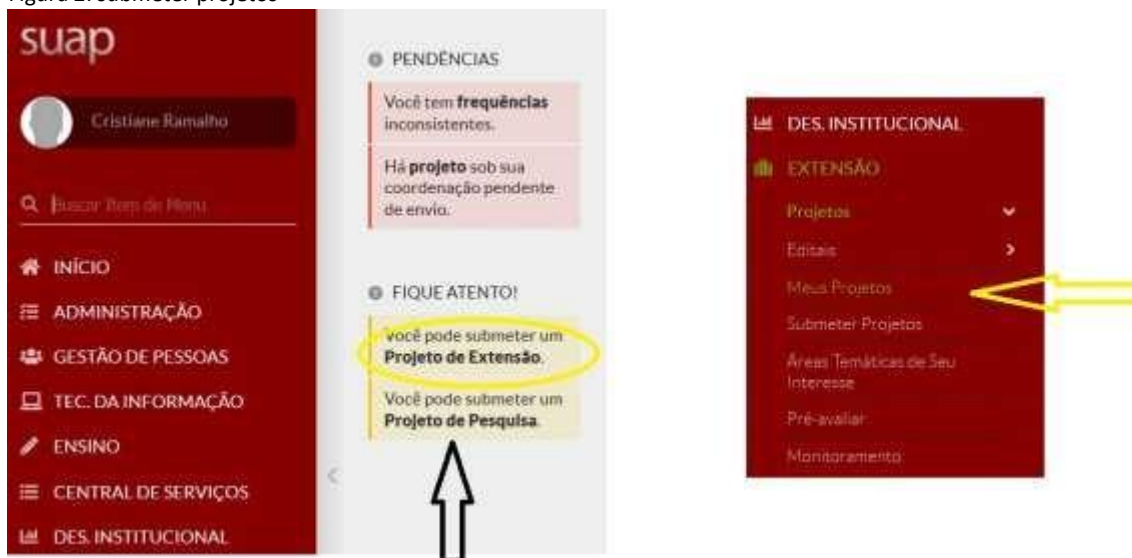 Figura 2: submeter projetos
suap
Cristiane Ramalho
Buscar Item de Menu
INÍCIO
ADMINISTRAÇÃO
GESTÃO DE PESSOAS
TEC. DA INFORMAÇÃO
ENSINO
CENTRAL DE SERVIÇOS
DES. INSTITUCIONAL
PENDÊNCIAS
Você tem frequências
inconsistentes.
Há projeto sob sua
coordenação pendente
de envio.
FIQUE ATENTO!
Você pode submeter um
Projeto de Extensão.
Você pode submeter um
Projeto de Pesquisa.
DES. INSTITUCIONAL
EXTENSÃO
Projetos
Editais
Meus Projetos
Submeter Projetos
Áreas Temáticas de Seu
Interesse
Pré-avaliar
Monitoramento